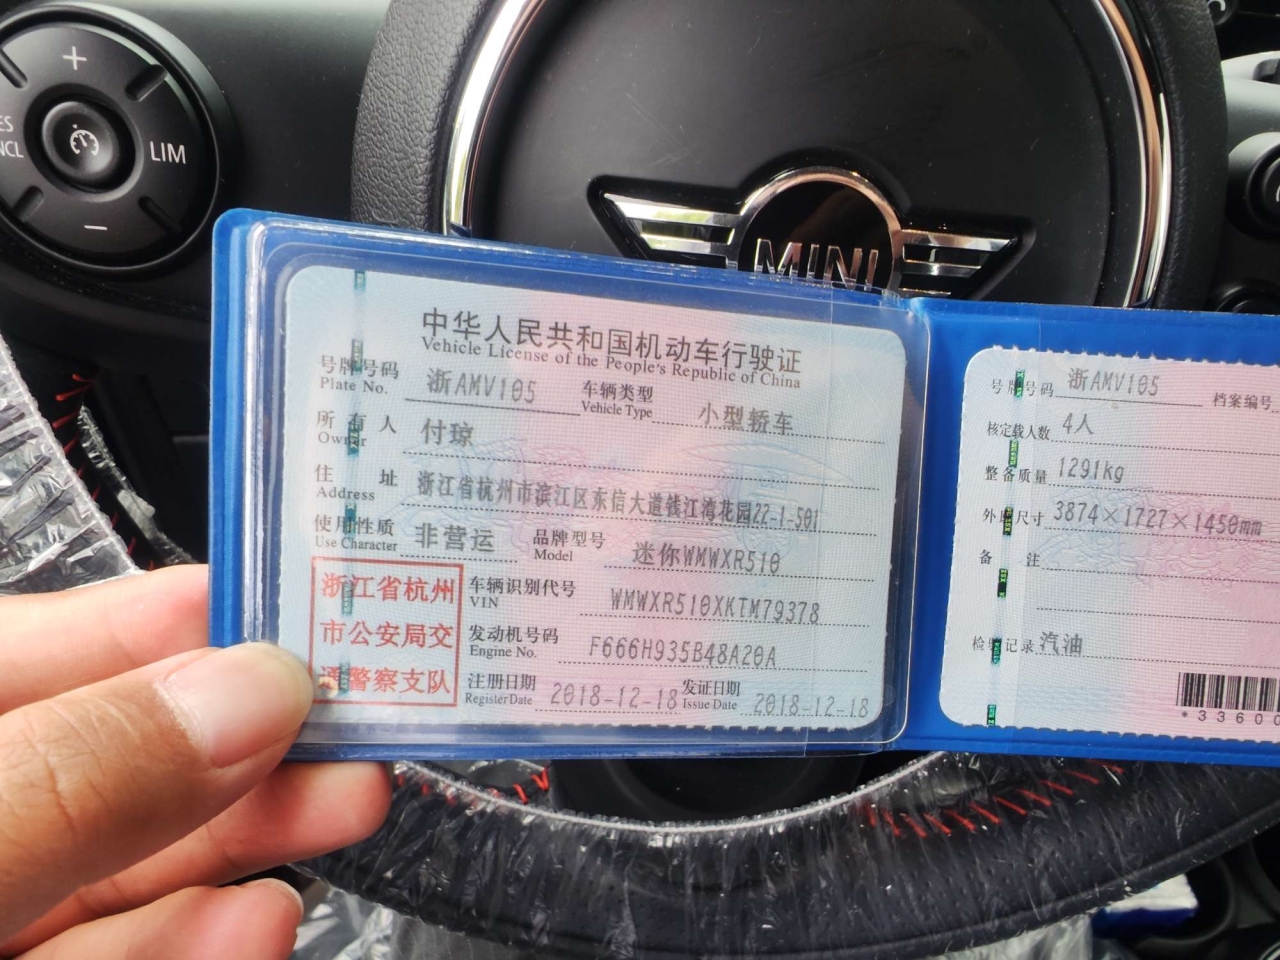 +
ES
NCL
LIM
−
MINI
中华人民共和国机动车行驶证
Vehicle License of the People's Republic of China
号牌号码 浙AMV105 车辆类型 小型轿车
Plate No. Vehicle Type
所有人 付琼
Owner
住址 浙江省杭州市滨江区东信大道钱江湾花园22-1-501
Address
使用性质 非营运 品牌型号 迷你WMWXR510
Use Character Model
浙江省杭州
市公安局交
通警察支队
车辆识别代号 WMWXR510XKTM79378
VIN
发动机号码 F666H935B48A20A
Engine No.
注册日期 2018-12-18 发证日期 2018-12-18
Register Date Issue Date
号牌号码 浙AMV105 档案编号
核定载人数 4人
整备质量 1291kg
外廓尺寸 3874×1727×1450mm
备注
检验记录 汽油
*33600